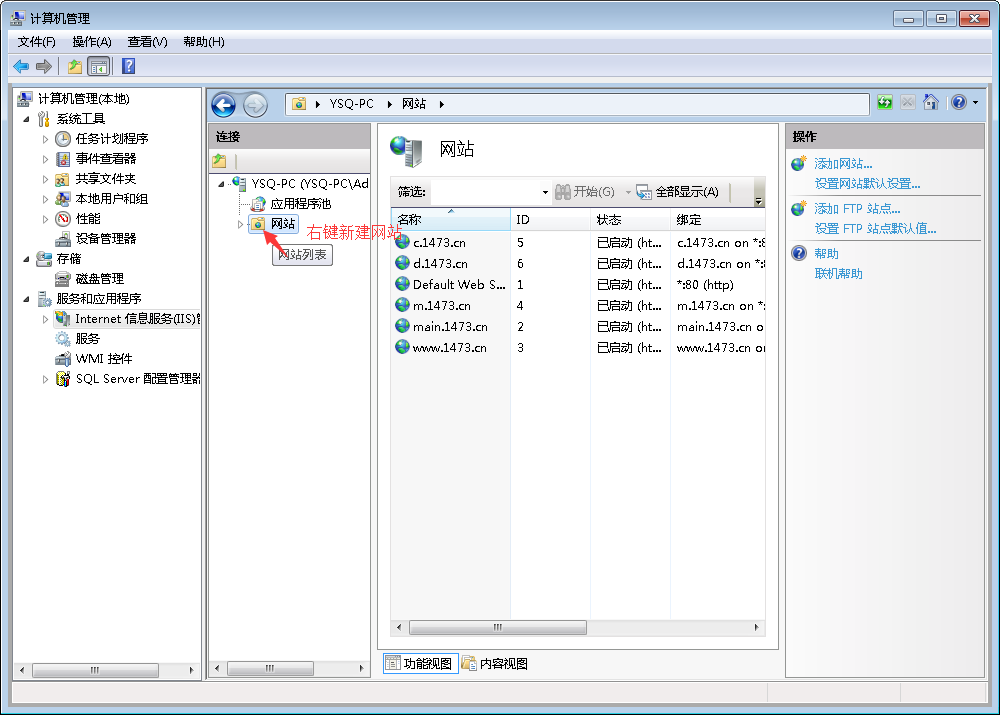 计算机管理
文件(F) 操作(A) 查看(V) 帮助(H)
计算机管理(本地)
系统工具
任务计划程序
事件查看器
共享文件夹
本地用户和组
性能
设备管理器
存储
磁盘管理
服务和应用程序
Internet 信息服务(IIS)管
服务
WMI 控件
SQL Server 配置管理器
YSQ-PC 网站
连接
YSQ-PC (YSQ-PC\Ad
应用程序池
网站
右键新建网站
网站列表
网站
筛选: 开始(G) 全部显示(A)
名称 ID 状态 绑定
c.1473.cn 5 已启动 (ht... c.1473.cn on *:8
d.1473.cn 6 已启动 (ht... d.1473.cn on *:8
Default Web S... 1 已启动 (ht... *:80 (http)
m.1473.cn 4 已启动 (ht... m.1473.cn on *:
main.1473.cn 2 已启动 (ht... main.1473.cn o
www.1473.cn 3 已启动 (ht... www.1473.cn on
功能视图 内容视图
操作
添加网站...
设置网站默认设置...
添加 FTP 站点...
设置 FTP 站点默认值...
帮助
联机帮助